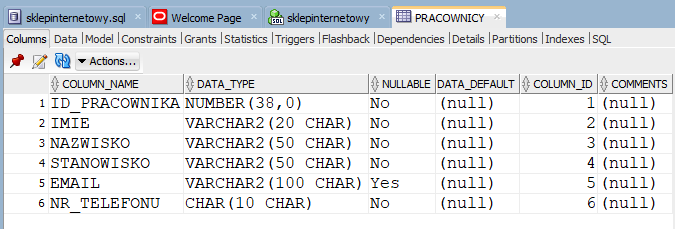 sklepinternetowy.sql Welcome Page sklepinternetowy PRACOWNICY
Columns Data Model Constraints Grants Statistics Triggers Flashback Dependencies Details Partitions Indexes SQL
Actions...
COLUMN_NAME DATA_TYPE NULLABLE DATA_DEFAULT COLUMN_ID COMMENTS
1 ID_PRACOWNIKA NUMBER(38,0) No (null) 1 (null)
2 IMIE VARCHAR2(20 CHAR) No (null) 2 (null)
3 NAZWISKO VARCHAR2(50 CHAR) No (null) 3 (null)
4 STANOWISKO VARCHAR2(50 CHAR) No (null) 4 (null)
5 EMAIL VARCHAR2(100 CHAR) Yes (null) 5 (null)
6 NR_TELEFONU CHAR(10 CHAR) No (null) 6 (null)